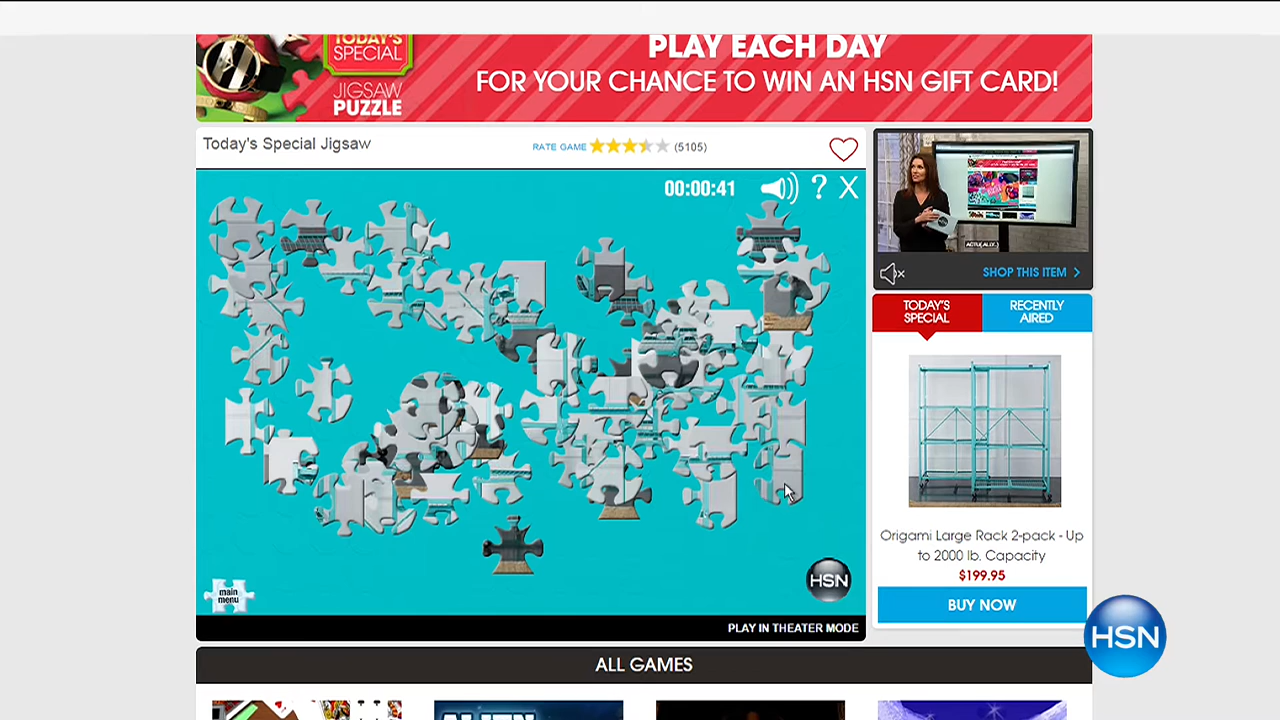 TODAY'S
SPECIAL
JIGSAW
PUZZLE
PLAY EACH DAY
FOR YOUR CHANCE TO WIN AN HSN GIFT CARD!
Today's Special Jigsaw
RATE GAME
(5105)
00:00:41
? X
ACTUALLY.
SHOP THIS ITEM >
TODAY'S
SPECIAL
RECENTLY
AIRED
Origami Large Rack 2-pack - Up
to 2000 lb. Capacity
$199.95
BUY NOW
main
menu
HSN
PLAY IN THEATER MODE
HSN
ALL GAMES
ALIEN